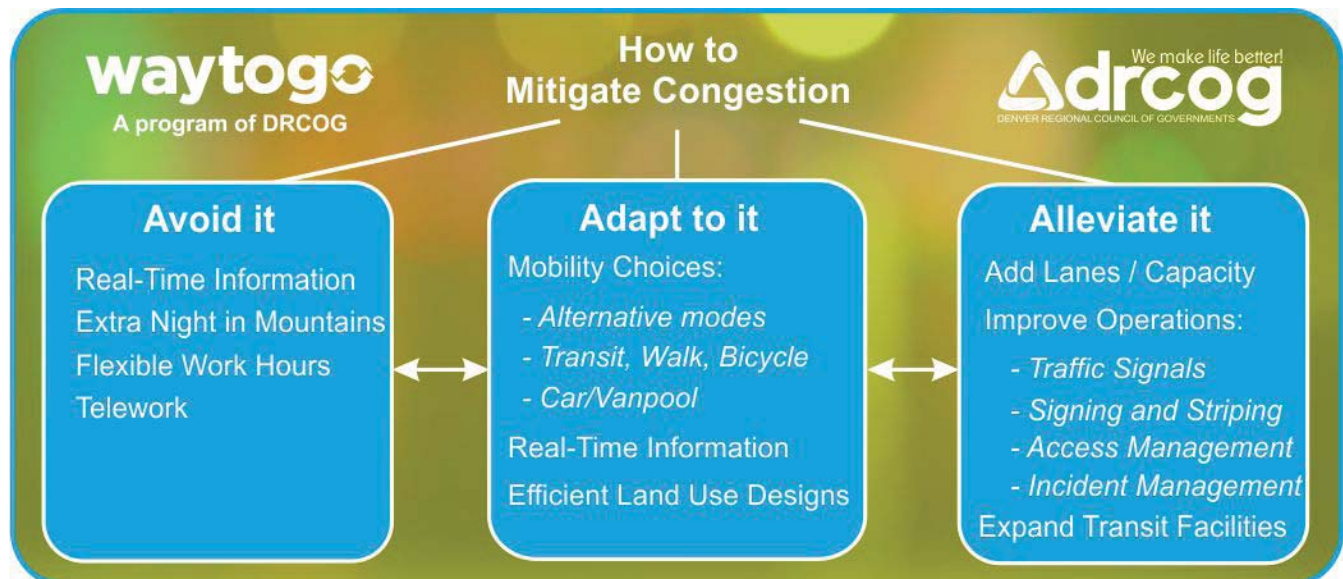 waytogo
A program of DRCOG
How to
Mitigate Congestion
We make life better!
drcog
DENVER REGIONAL COUNCIL OF GOVERNMENTS
Avoid it
Real-Time Information
Extra Night in Mountains
Flexible Work Hours
Telework
Adapt to it
Mobility Choices:
- Alternative modes
- Transit, Walk, Bicycle
- Car/Vanpool
Real-Time Information
Efficient Land Use Designs
Alleviate it
Add Lanes / Capacity
Improve Operations:
- Traffic Signals
- Signing and Striping
- Access Management
- Incident Management
Expand Transit Facilities